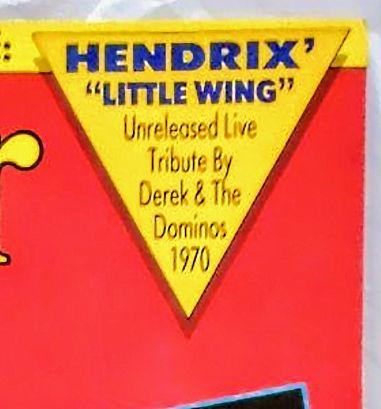 HENDRIX'
"LITTLE WING"
Unreleased Live
Tribute By
Derek & The
Dominos
1970